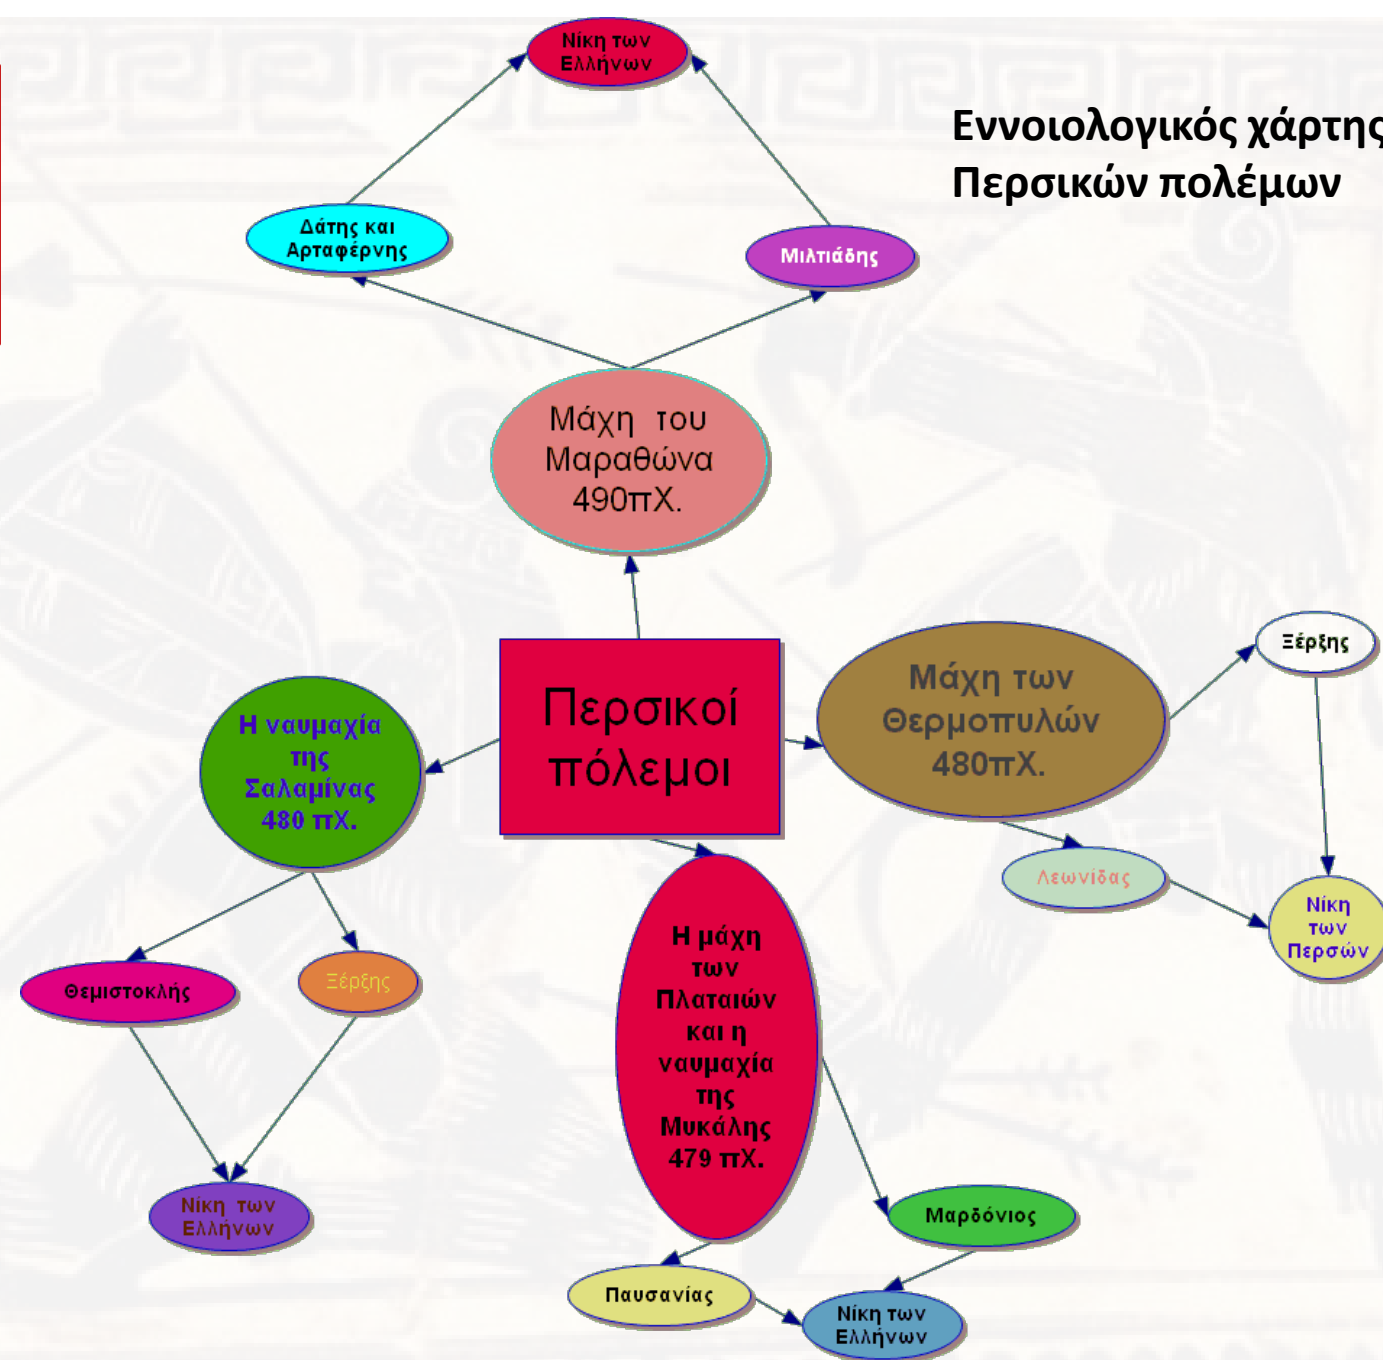 Νίκη των
Ελλήνων
Εννοιολογικός χάρτης
Περσικών πολέμων
Δάτης και
Αρταφέρνης
Μιλτιάδης
Μάχη του
Μαραθώνα
490πΧ.
Περσικοί
πόλεμοι
Μάχη των
Θερμοπυλών
480πΧ.
Ξέρξης
Λεωνίδας
Νίκη
των
Περσών
Η ναυμαχία
της
Σαλαμίνας
480 πΧ.
Θεμιστοκλής
Ξέρξης
Νίκη των
Ελλήνων
Η μάχη
των
Πλαταιών
και η
ναυμαχία
της
Μυκάλης
479 πΧ.
Μαρδόνιος
Παυσανίας
Νίκη των
Ελλήνων